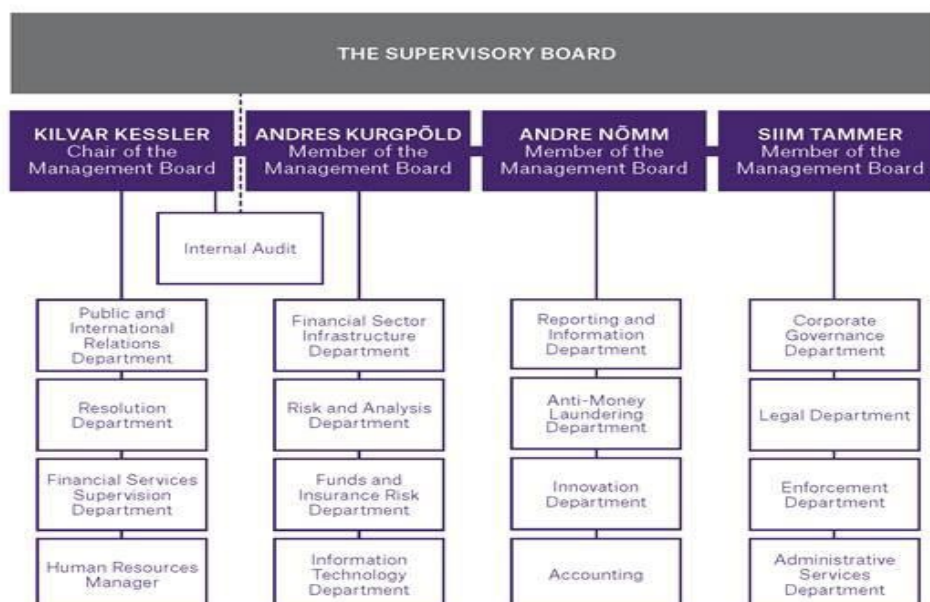 THE SUPERVISORY BOARD
KILVAR KESSLER
Chair of the
Management Board
ANDRES KURGPÕLD
Member of the
Management Board
ANDRE NÕMM
Member of the
Management Board
SIIM TAMMER
Member of the
Management Board
Internal Audit
Public and
International
Relations
Department
Financial Sector
Infrastructure
Department
Reporting and
Information
Department
Corporate
Governance
Department
Resolution
Department
Risk and Analysis
Department
Anti-Money
Laundering
Department
Legal Department
Financial Services
Supervision
Department
Funds and
Insurance Risk
Department
Innovation
Department
Enforcement
Department
Human Resources
Manager
Information
Technology
Department
Accounting
Administrative
Services
Department